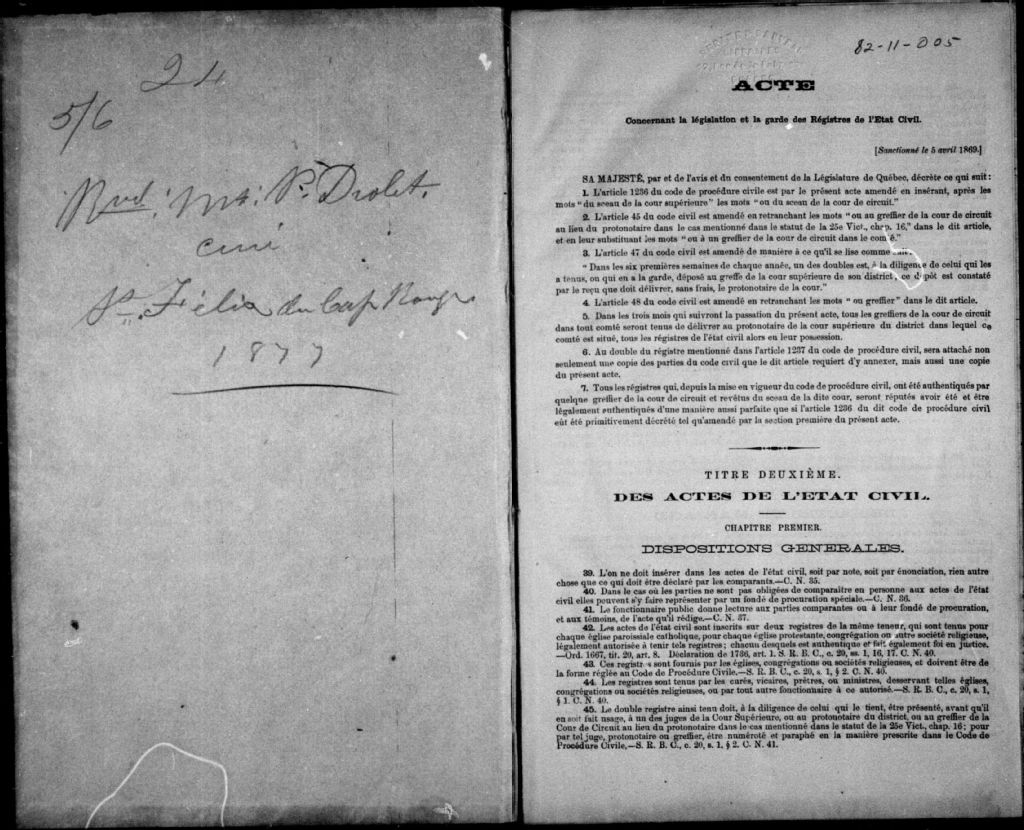 24
5/6
Rvd. Mr. P. Drolet.
curé
St. Félix du Cap Rouge
1877
82-11-005
ACTE
Concernant la législation et la garde des Régistres de l'Etat Civil.
[Sanctionné le 5 avril 1869.]
SA MAJESTÉ, par et de l'avis et du consentement de la Législature de Québec, décrète ce qui suit :
1. L'article 1236 du code de procédure civile est par le présent acte amendé en insérant, après les
mots " du sceau de la cour supérieure " les mots " ou du sceau de la cour de circuit."
2. L'article 45 du code civil est amendé en retranchant les mots " ou au greffier de la cour de circuit
au lieu du protonotaire dans le cas mentionné dans le statut de la 25e Vict., chap. 16," dans le dit article,
et en leur substituant les mots " ou à un greffier de la cour de circuit dans le comté."
3. L'article 47 du code civil est amendé de manière à ce qu'il se lise comme suit :
" Dans les six premières semaines de chaque année, un des doubles est, à la diligence de celui qui les
a tenus, ou qui en a la garde, déposé au greffe de la cour supérieure de son district, ce dépôt est constaté
par le reçu que doit délivrer, sans frais, le protonotaire de la cour."
4. L'article 48 du code civil est amendé en retranchant les mots " ou greffier " dans le dit article.
5. Dans les trois mois qui suivront la passation du présent acte, tous les greffiers de la cour de circuit
dans tout comté seront tenus de délivrer au protonotaire de la cour supérieure du district dans lequel ce
comté est situé, tous les régistres de l'état civil alors en leur possession.
6. Au double du régistre mentionné dans l'article 1237 du code de procédure civil, sera attaché non
seulement une copie des parties du code civil que le dit article requiert d'y annexer, mais aussi une copie
du présent acte.
7. Tous les régistres qui, depuis la mise en vigueur du code de procédure civil, ont été authentiqués par
quelque greffier de la cour de circuit et revêtus du sceau de la dite cour, seront réputés avoir été et être
légalement authentiqués d'une manière aussi parfaite que si l'article 1236 du dit code de procédure civil
eût été primitivement décrété tel qu'amendé par la section première du présent acte.
TITRE DEUXIÈME.
DES ACTES DE L'ETAT CIVIL.
CHAPITRE PREMIER.
DISPOSITIONS GENERALES.
39. L'on ne doit insérer dans les actes de l'état civil, soit par note, soit par énonciation, rien autre
chose que ce qui doit être déclaré par les comparants.—C. N. 35.
40. Dans le cas où les parties ne sont pas obligées de comparaître en personne aux actes de l'état
civil elles peuvent s'y faire représenter par un fondé de procuration spéciale.—C. N. 36.
41. Le fonctionnaire public donne lecture aux parties comparantes ou à leur fondé de procuration,
et aux témoins, de l'acte qu'il rédige.—C. N. 37.
42. Les actes de l'état civil sont inscrits sur deux registres de la même teneur, qui sont tenus pour
chaque église paroissiale catholique, pour chaque église protestante, congrégation ou autre société religieuse,
légalement autorisée à tenir tels registres ; chacun desquels est authentique et fait également foi en justice.
—Ord. 1667, tit. 20, art. 8. Déclaration de 1736, art. 1. S. R. B. C., c. 20, ss. 1, 16, 17. C. N. 40.
43. Ces registres sont fournis par les églises, congrégations ou sociétés religieuses, et doivent être de
la forme réglée au Code de Procédure Civile.—S. R. B. C., c. 20, s. 1, § 2. C. N. 40.
44. Les registres sont tenus par les curés, vicaires, prêtres, ou ministres, desservant telles églises,
congrégations ou sociétés religieuses, ou par tout autre fonctionnaire à ce autorisé.—S. R. B. C., c. 20, s. 1,
§ 1. C. N. 40.
45. Le double registre ainsi tenu doit, à la diligence de celui qui le tient, être présenté, avant qu'il
en soit fait usage, à un des juges de la Cour Supérieure, ou au protonotaire du district, ou au greffier de la
Cour de Circuit au lieu du protonotaire dans le cas mentionné dans le statut de la 25e Vict., chap. 16 ; pour
par tel juge, protonotaire ou greffier, être numéroté et paraphé en la manière prescrite dans le Code de
Procédure Civile.—S. R. B. C., c. 20, s. 1, § 2. C. N. 41.